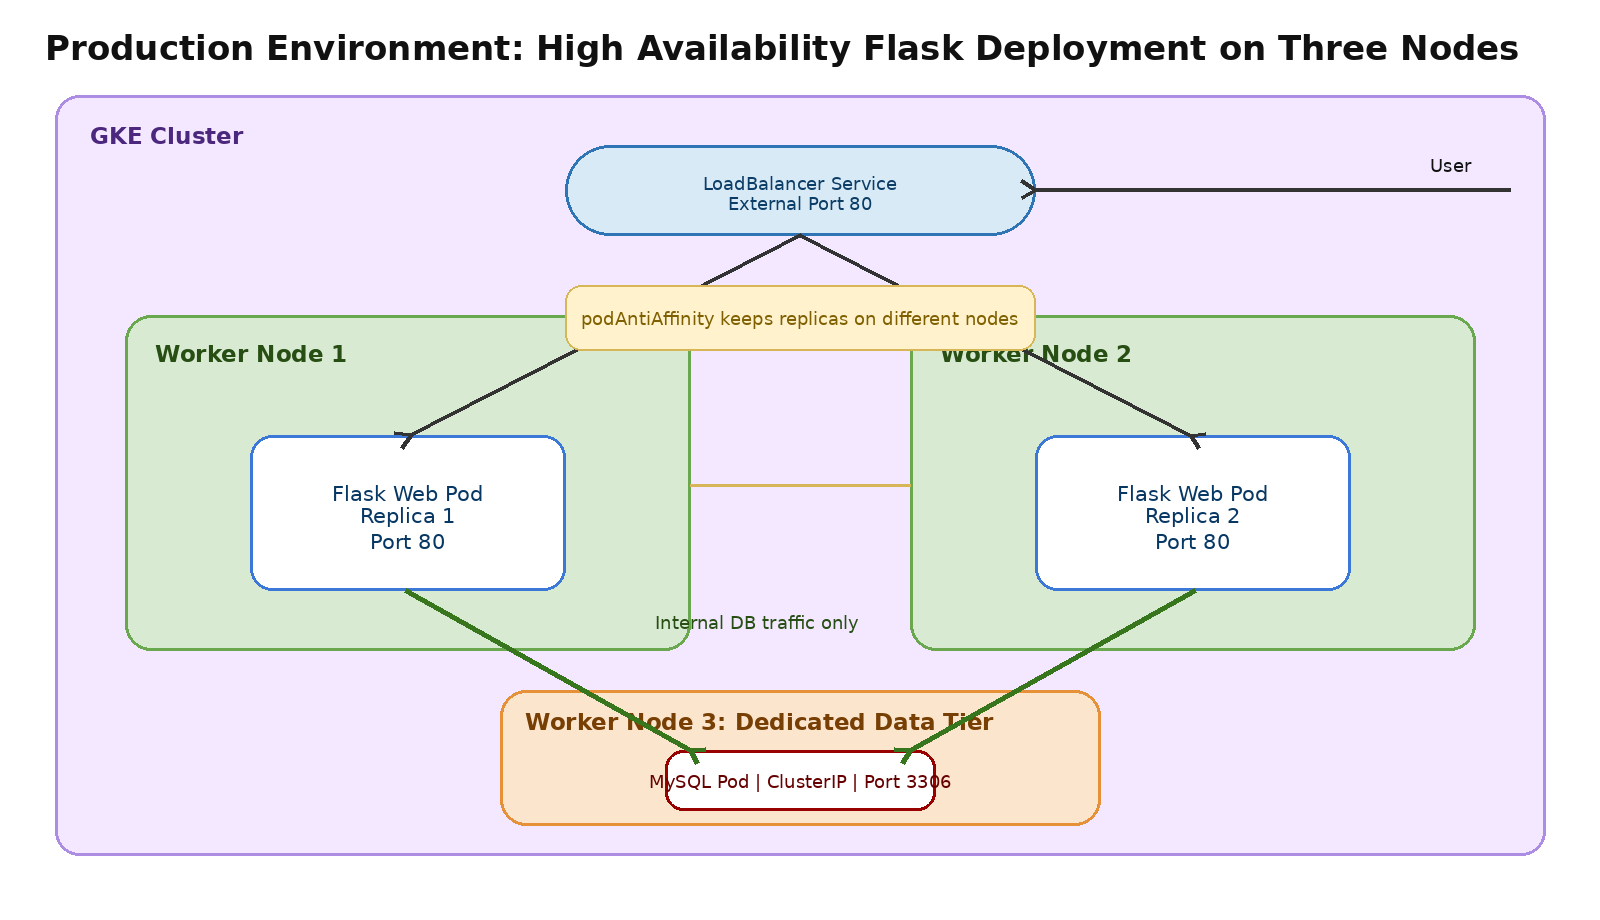 Production Environment: High Availability Flask Deployment on Three Nodes
GKE Cluster
User
LoadBalancer Service
External Port 80
podAntiAffinity keeps replicas on different nodes
Worker Node 1
Worker Node 2
Flask Web Pod
Replica 1
Port 80
Flask Web Pod
Replica 2
Port 80
Internal DB traffic only
Worker Node 3: Dedicated Data Tier
MySQL Pod | ClusterIP | Port 3306